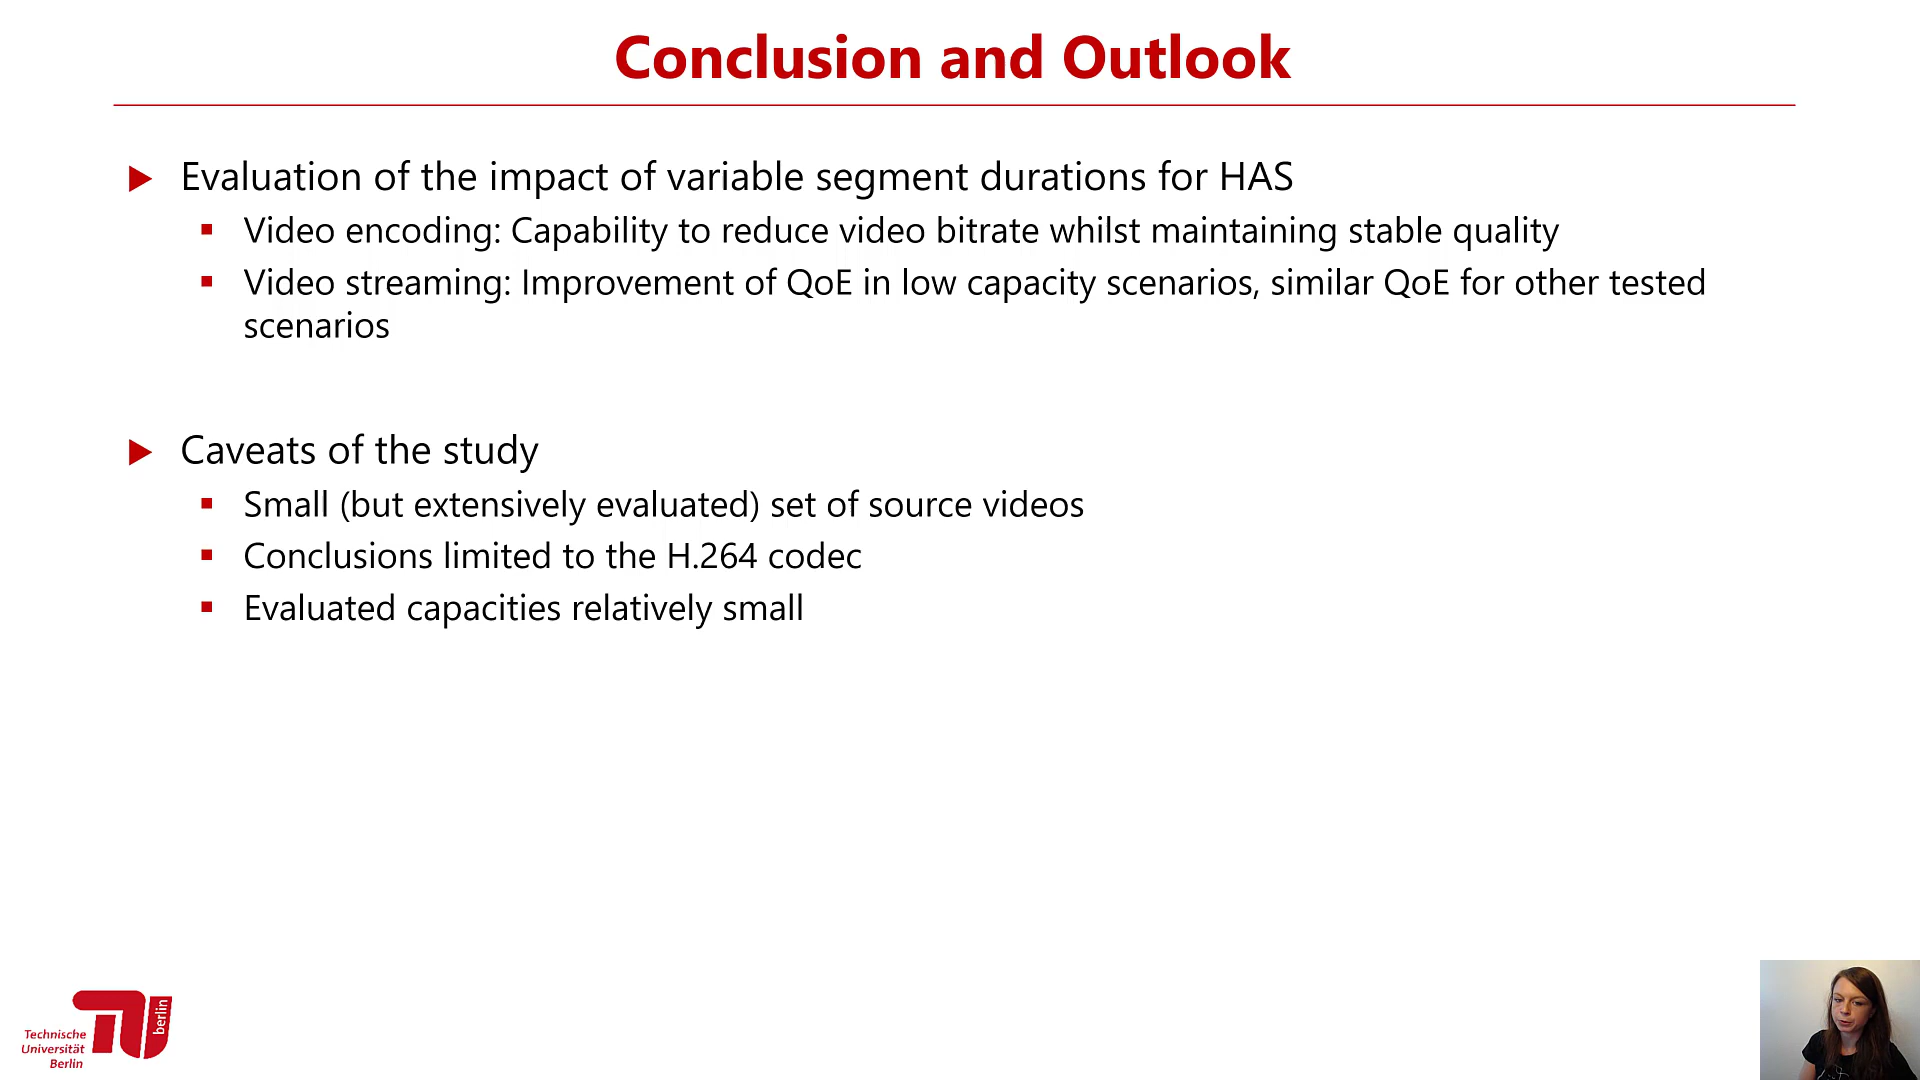 Conclusion and Outlook
Evaluation of the impact of variable segment durations for HAS
Video encoding: Capability to reduce video bitrate whilst maintaining stable quality
Video streaming: Improvement of QoE in low capacity scenarios, similar QoE for other tested
scenarios
Caveats of the study
Small (but extensively evaluated) set of source videos
Conclusions limited to the H.264 codec
Evaluated capacities relatively small
berlin
Technische
Universität
Berlin